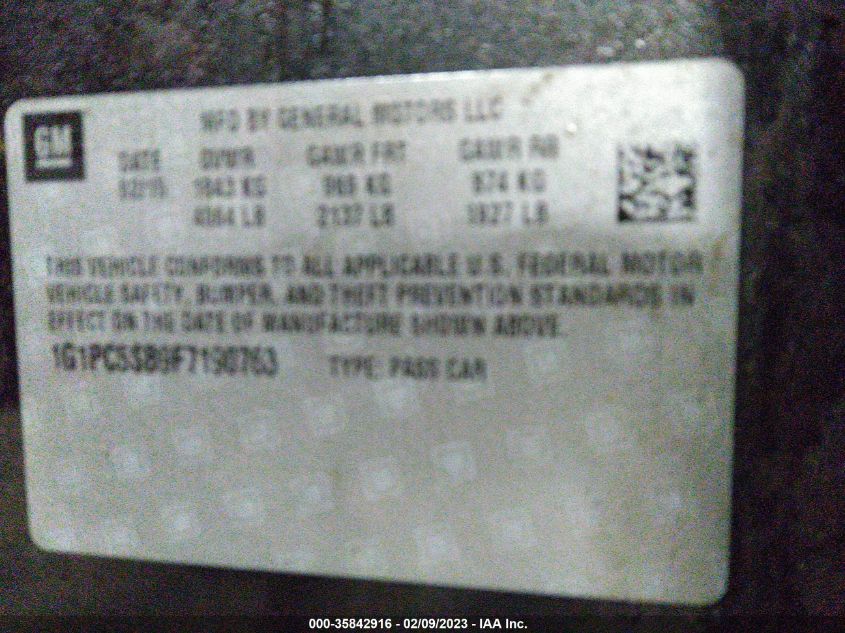 GM
MFD BY GENERAL MOTORS LLC
DATE GVWR GAWR FRT GAWR RR
1843 KG 969 KG 874 KG
4064 LB 2137 LB 1927 LB
THIS VEHICLE CONFORMS TO ALL APPLICABLE U.S. FEDERAL MOTOR
VEHICLE SAFETY, BUMPER, AND THEFT PREVENTION STANDARDS IN
EFFECT ON THE DATE OF MANUFACTURE SHOWN ABOVE.
1G1PC5SB9F7190763 TYPE: PASS CAR
000-35842916 - 02/09/2023 - IAA Inc.